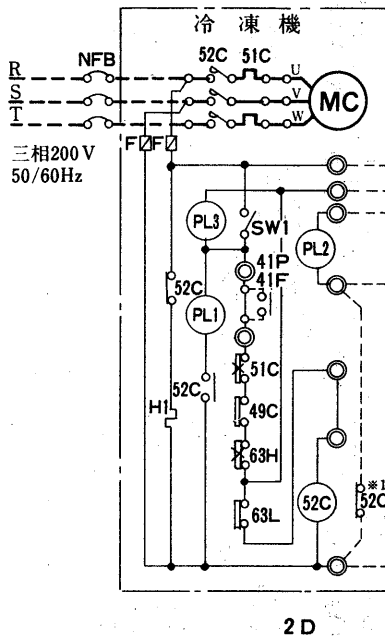 冷凍機
NFB
52C 51C
R
S
T
U
V
W
MC
三相200V
50/60Hz
F F
PL3
SW1
41P
41F
PL2
52C
PL1
51C
52C
49C
H1
63H
63L
52C
※1
52C
2D